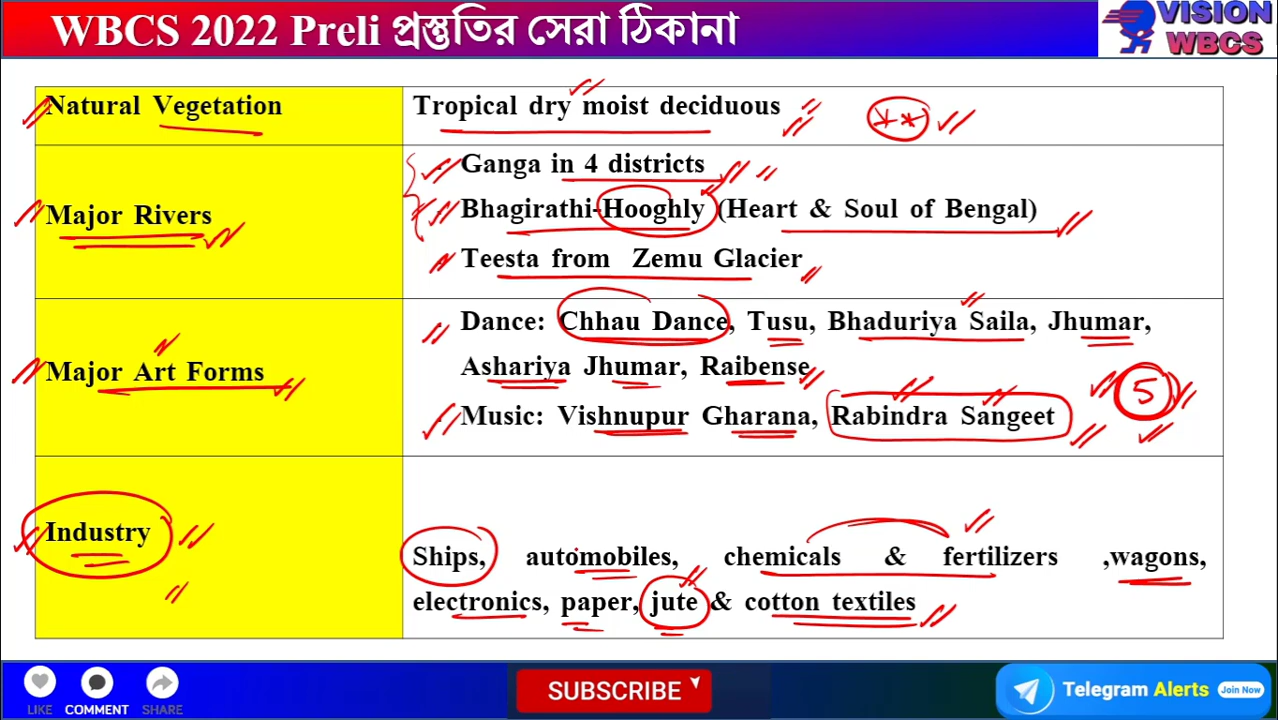 WBCS 2022 Preli প্রস্তুতির সেরা ঠিকানা
VISION
WBCS
Natural Vegetation
Tropical dry moist deciduous
**
Major Rivers
Ganga in 4 districts
Bhagirathi-Hooghly (Heart & Soul of Bengal)
Teesta from Zemu Glacier
Major Art Forms
Dance: Chhau Dance, Tusu, Bhaduriya Saila, Jhumar,
Ashariya Jhumar, Raibense
Music: Vishnupur Gharana, Rabindra Sangeet
5
Industry
Ships, automobiles, chemicals & fertilizers ,wagons,
electronics, paper, jute & cotton textiles
LIKE COMMENT SHARE
SUBSCRIBE
Telegram Alerts Join Now